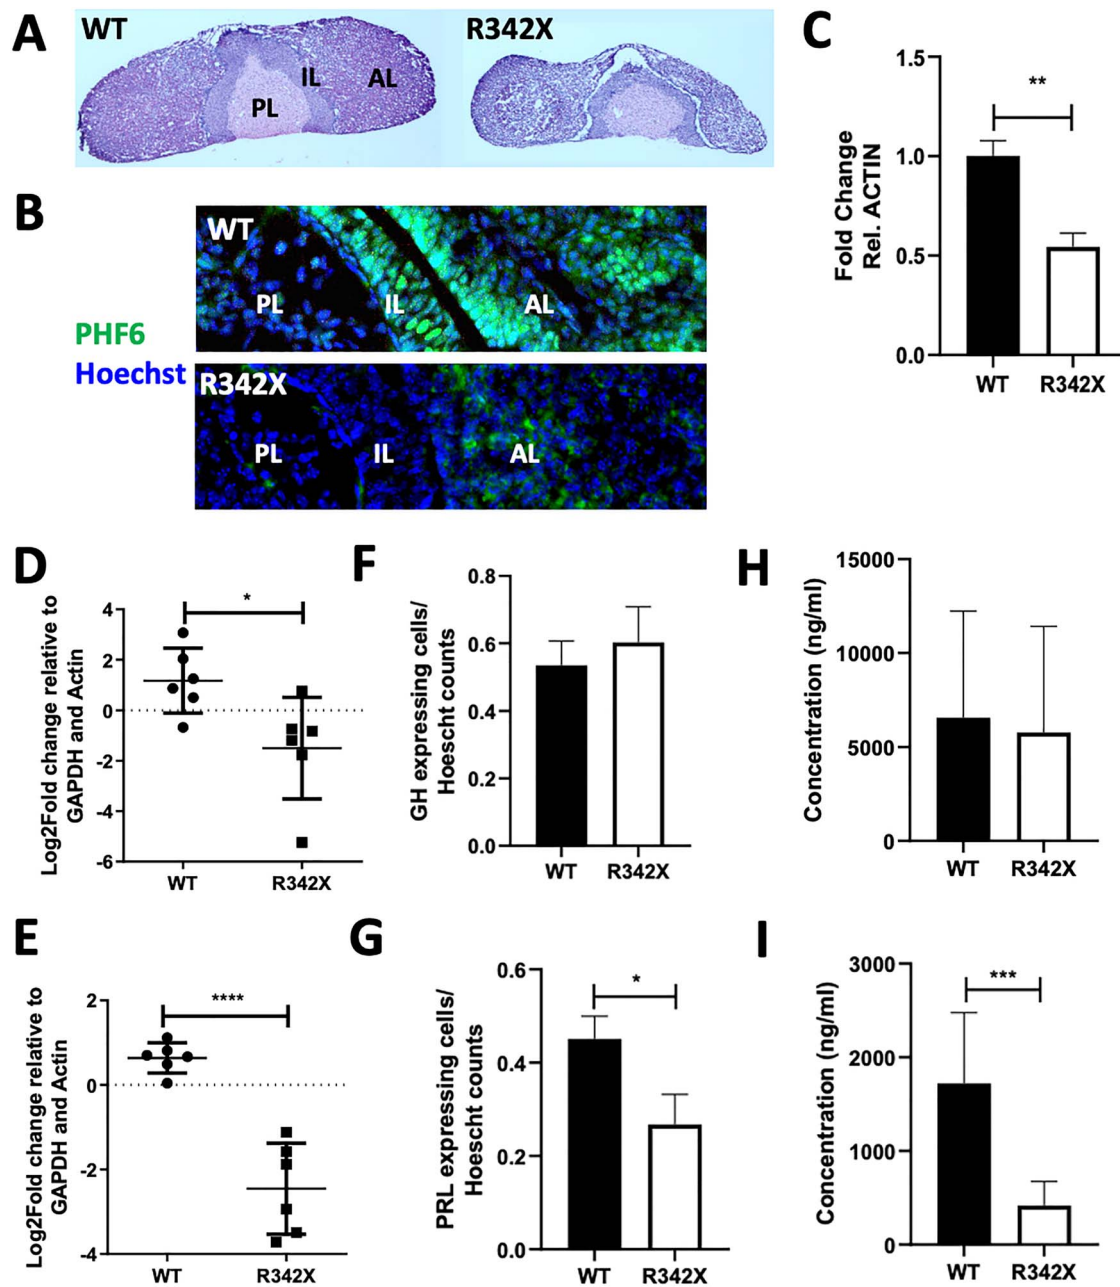 A
WT
IL
AL
PL
R342X
B
PHF6
Hoechst
WT
PL
IL
AL
R342X
PL
IL
AL
C
Fold Change
Rel. ACTIN
1.5
1.0
0.5
0.0
**
WT
R342X
D
Log2Fold change relative to
GAPDH and Actin
4
2
0
-2
-4
-6
*
WT
R342X
F
GH expressing cells/
Hoescht counts
0.8
0.6
0.4
0.2
0.0
WT
R342X
H
Concentration (ng/ml)
15000
10000
5000
0
WT
R342X
E
Log2Fold change relative to
GAPDH and Actin
2
0
-2
-4
****
WT
R342X
G
PRL expressing cells/
Hoescht counts
0.6
0.4
0.2
0.0
*
WT
R342X
I
Concentration (ng/ml)
3000
2000
1000
0
***
WT
R342X